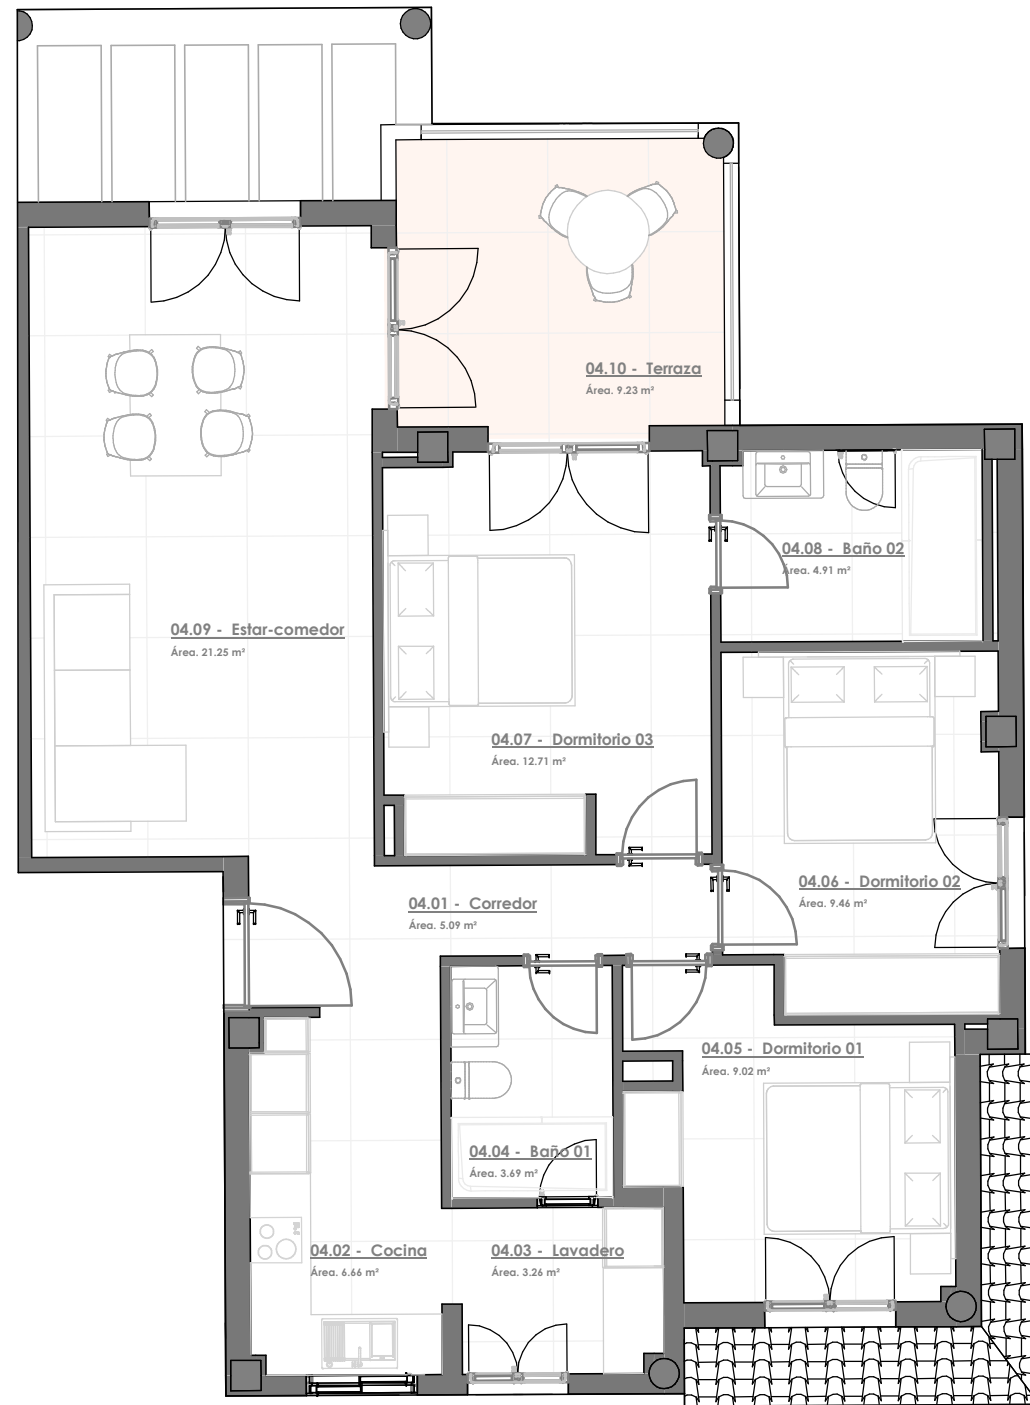 04.10 - Terraza
Área. 9.23 m²
04.08 - Baño 02
Área. 4.91 m²
04.09 - Estar-comedor
Área. 21.25 m²
04.07 - Dormitorio 03
Área. 12.71 m²
04.06 - Dormitorio 02
Área. 9.46 m²
04.01 - Corredor
Área. 5.09 m²
04.05 - Dormitorio 01
Área. 9.02 m²
04.04 - Baño 01
Área. 3.69 m²
04.02 - Cocina
Área. 6.66 m²
04.03 - Lavadero
Área. 3.26 m²